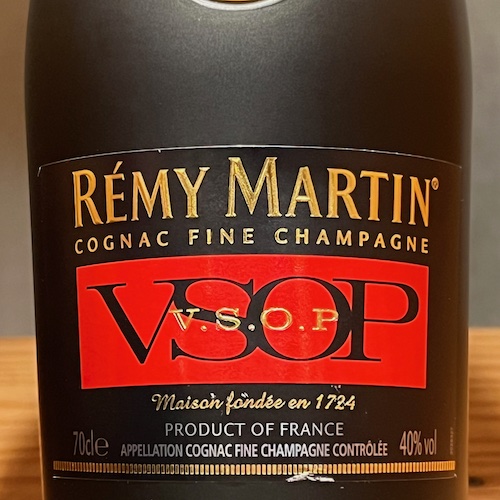 RÉMY MARTIN®
COGNAC FINE CHAMPAGNE
VSOP
V.S.O.P
Maison fondée en 1724
PRODUCT OF FRANCE
70cl℮ APPELLATION COGNAC FINE CHAMPAGNE CONTRÔLÉE 40% vol